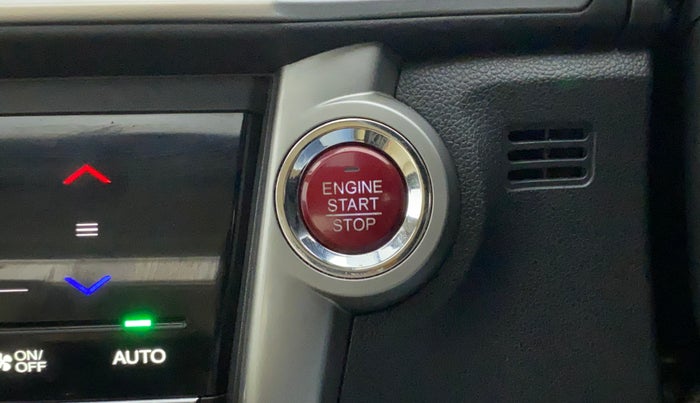 ENGINE
START
STOP
ON/
OFF
AUTO